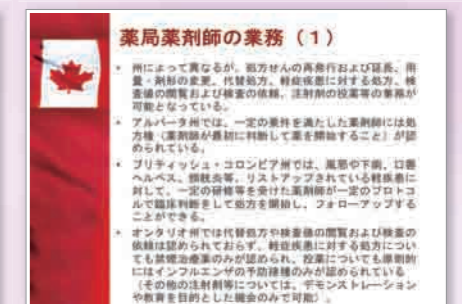 薬局薬剤師の業務（1）
• 州によって異なるが、処方せんの再発行および延長、用
量・剤形の変更、代替処方、軽症疾患に対する処方、検
査値の閲覧および検査の依頼、注射剤の投薬等の業務が
可能となっている。
• アルバータ州では、一定の要件を満たした薬剤師には処
方権（薬剤師が最初に判断して薬を開始すること）が認
められている。
• ブリティッシュ・コロンビア州では、風邪や下痢、口唇
ヘルペス、膀胱炎等、リストアップされている軽疾患に
対して、一定の研修等を受けた薬剤師が一定のプロトコ
ルで臨床判断をして処方を開始し、フォローアップする
ことができる。
• オンタリオ州では代替処方や検査値の閲覧および検査の
依頼は認められておらず、軽症疾患に対する処方につい
ても禁煙治療薬のみが認められ、投薬についても原則的
にはインフルエンザの予防接種のみが認められている
（その他の注射剤等については、デモンストレーション
や教育を目的とした機会のみで可能）。